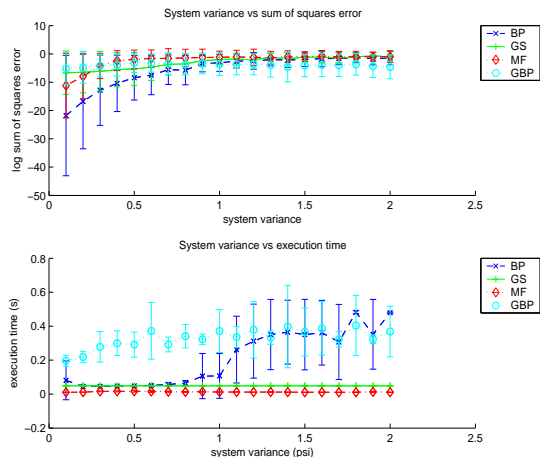 System variance vs sum of squares error
10
0
-10
-20
-30
-40
-50
0
0.5
1
1.5
2
2.5
log sum of squares error
system variance
BP
GS
MF
GBP
System variance vs execution time
0.8
0.6
0.4
0.2
0
-0.2
0
0.5
1
1.5
2
2.5
execution time (s)
system variance (psi)
BP
GS
MF
GBP